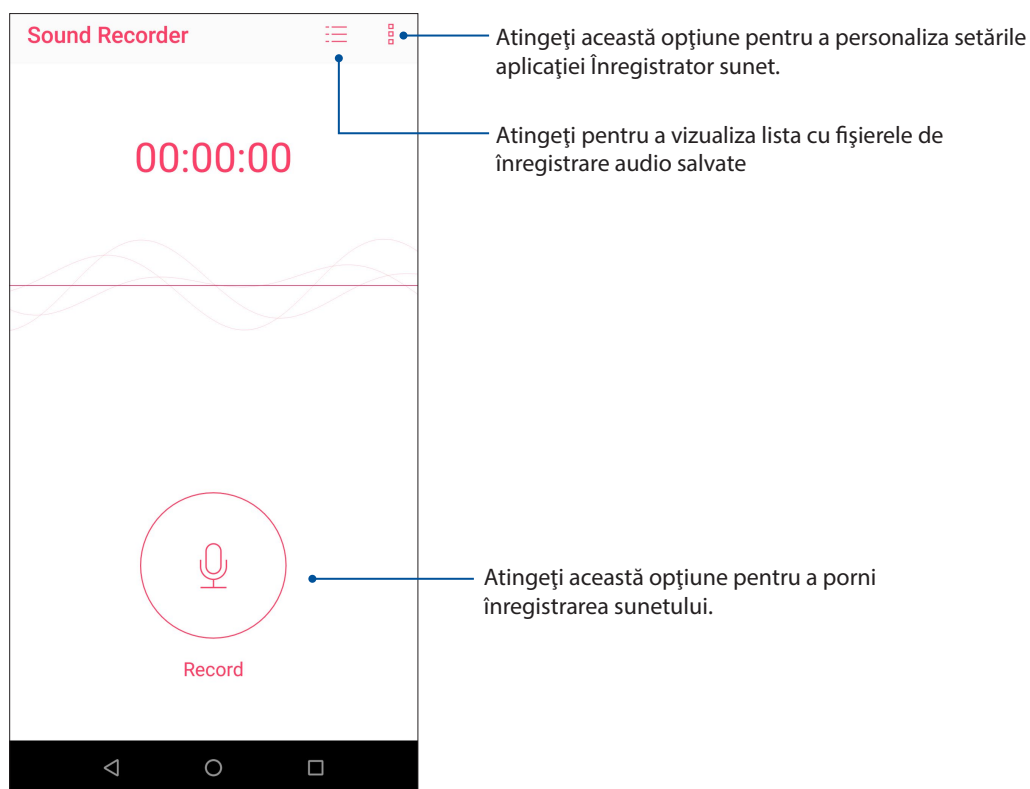 Sound Recorder
Atingeţi această opţiune pentru a personaliza setările
aplicaţiei Înregistrator sunet.
Atingeţi pentru a vizualiza lista cu fişierele de
înregistrare audio salvate
00:00:00
Atingeţi această opţiune pentru a porni
înregistrarea sunetului.
Record